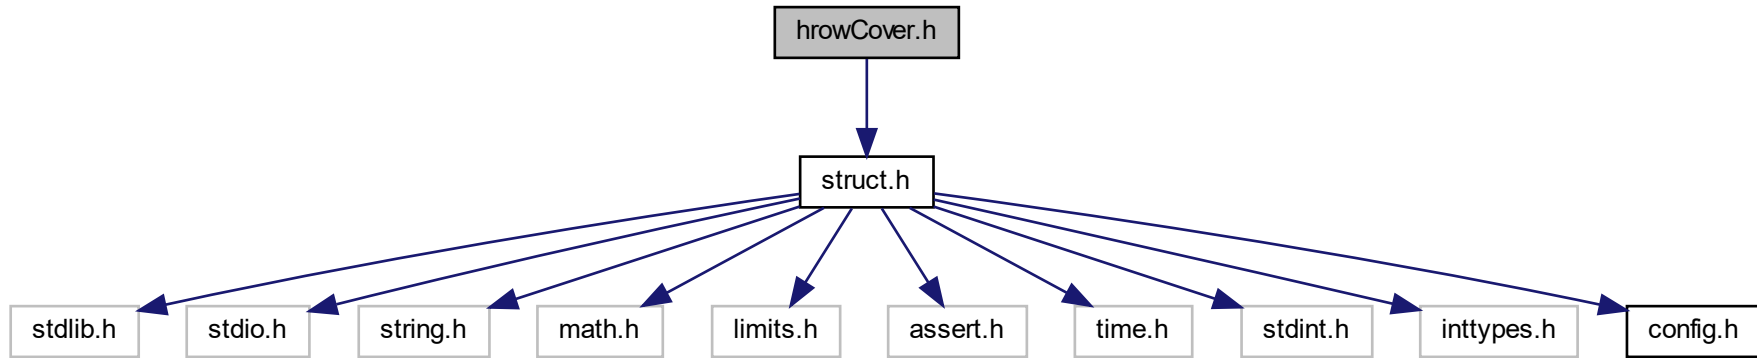 hrowCover.h
struct.h
stdlib.h
stdio.h
string.h
math.h
limits.h
assert.h
time.h
stdint.h
inttypes.h
config.h